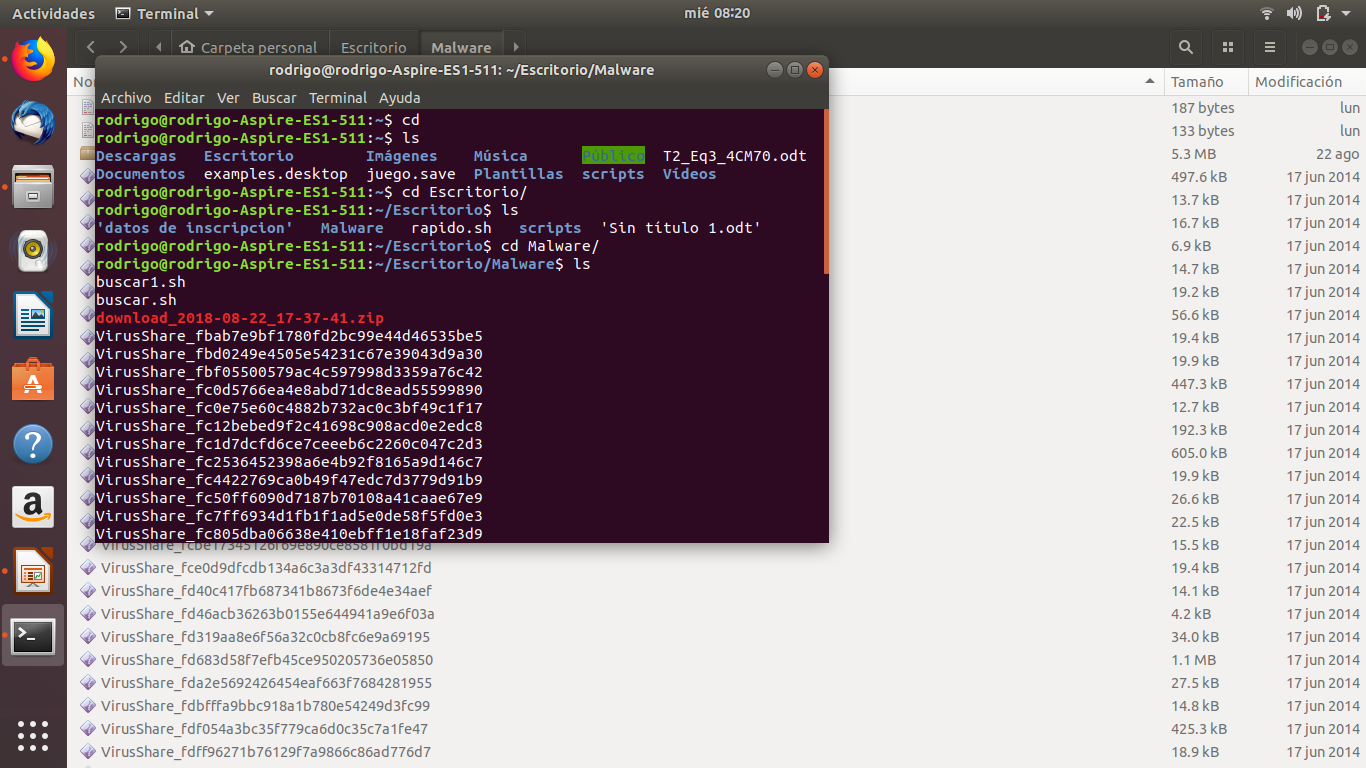 Actividades Terminal mié 08:20
Carpeta personal Escritorio Malware
rodrigo@rodrigo-Aspire-ES1-511: ~/Escritorio/Malware
Archivo Editar Ver Buscar Terminal Ayuda
rodrigo@rodrigo-Aspire-ES1-511:~$ cd
rodrigo@rodrigo-Aspire-ES1-511:~$ ls
Descargas Escritorio Imágenes Música Público T2_Eq3_4CM70.odt
Documentos examples.desktop juego.save Plantillas scripts Vídeos
rodrigo@rodrigo-Aspire-ES1-511:~$ cd Escritorio/
rodrigo@rodrigo-Aspire-ES1-511:~/Escritorio$ ls
'datos de inscripcion' Malware rapido.sh scripts 'Sin título 1.odt'
rodrigo@rodrigo-Aspire-ES1-511:~/Escritorio$ cd Malware/
rodrigo@rodrigo-Aspire-ES1-511:~/Escritorio/Malware$ ls
buscar1.sh
buscar.sh
download_2018-08-22_17-37-41.zip
VirusShare_fbab7e9bf1780fd2bc99e44d46535be5
VirusShare_fbd0249e4505e54231c67e39043d9a30
VirusShare_fbf05500579ac4c597998d3359a76c42
VirusShare_fc0d5766ea4e8abd71dc8ead55599890
VirusShare_fc0e75e60c4882b732ac0c3bf49c1f17
VirusShare_fc12bebed9f2c41698c908acd0e2edc8
VirusShare_fc1d7dcfd6ce7ceeeb6c2260c047c2d3
VirusShare_fc2536452398a6e4b92f8165a9d146c7
VirusShare_fc4422769ca0b49f47edc7d3779d91b9
VirusShare_fc50ff6090d7187b70108a41caae67e9
VirusShare_fc7ff6934d1fb1f1ad5e0de58f5fd0e3
VirusShare_fc805dba06638e410ebff1e18faf23d9
Tamaño Modificación
187 bytes lun
133 bytes lun
5.3 MB 22 ago
497.6 kB 17 jun 2014
13.7 kB 17 jun 2014
16.7 kB 17 jun 2014
6.9 kB 17 jun 2014
14.7 kB 17 jun 2014
19.2 kB 17 jun 2014
56.6 kB 17 jun 2014
19.4 kB 17 jun 2014
19.9 kB 17 jun 2014
447.3 kB 17 jun 2014
12.7 kB 17 jun 2014
192.3 kB 17 jun 2014
605.0 kB 17 jun 2014
19.9 kB 17 jun 2014
26.6 kB 17 jun 2014
22.5 kB 17 jun 2014
15.5 kB 17 jun 2014
VirusShare_fce0d9dfcdb134a6c3a3df43314712fd 19.4 kB 17 jun 2014
VirusShare_fd40c417fb687341b8673f6de4e34aef 14.1 kB 17 jun 2014
VirusShare_fd46acb36263b0155e644941a9e6f03a 4.2 kB 17 jun 2014
VirusShare_fd319aa8e6f56a32c0cb8fc6e9a69195 34.0 kB 17 jun 2014
VirusShare_fd683d58f7efb45ce950205736e05850 1.1 MB 17 jun 2014
VirusShare_fda2e5692426454eaf663f7684281955 27.5 kB 17 jun 2014
VirusShare_fdbfffa9bbc918a1b780e54249d3fc99 14.8 kB 17 jun 2014
VirusShare_fdf054a3bc35f779ca6d0c35c7a1fe47 425.3 kB 17 jun 2014
VirusShare_fdff96271b76129f7a9866c86ad776d7 18.9 kB 17 jun 2014